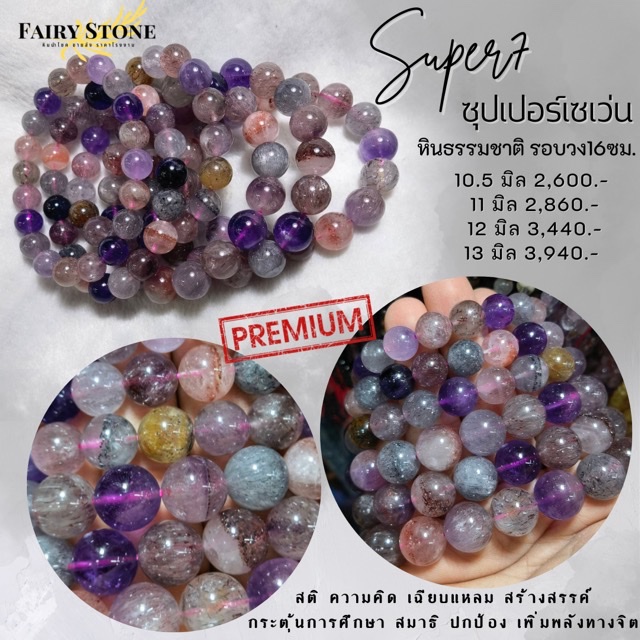 FAIRY STONE
หินนำโชค ขายส่ง ราคาโรงงาน
Super7
ซุปเปอร์เซเว่น
หินธรรมชาติ รอบวง16ซม.
10.5 มิล 2,600.-
11 มิล 2,860.-
12 มิล 3,440.-
13 มิล 3,940.-
PREMIUM
สติ ความคิด เฉียบแหลม สร้างสรรค์
กระตุ้นการศึกษา สมาธิ ปกป้อง เพิ่มพลังทางจิต